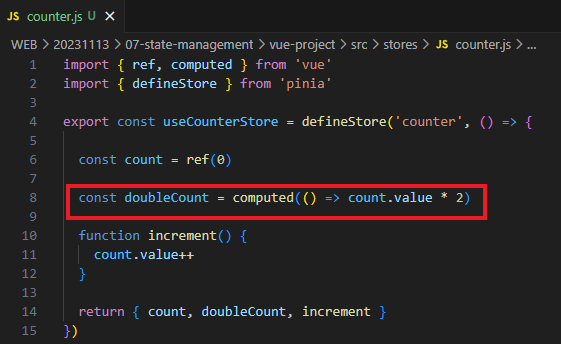 JS counter.js U ×
WEB > 20231113 > 07-state-management > vue-project > src > stores > JS counter.js > ...
1 import { ref, computed } from 'vue'
2 import { defineStore } from 'pinia'
3
4 export const useCounterStore = defineStore('counter', () => {
5
6   const count = ref(0)
7
8   const doubleCount = computed(() => count.value * 2)
9
10   function increment() {
11     count.value++
12   }
13
14   return { count, doubleCount, increment }
15 })